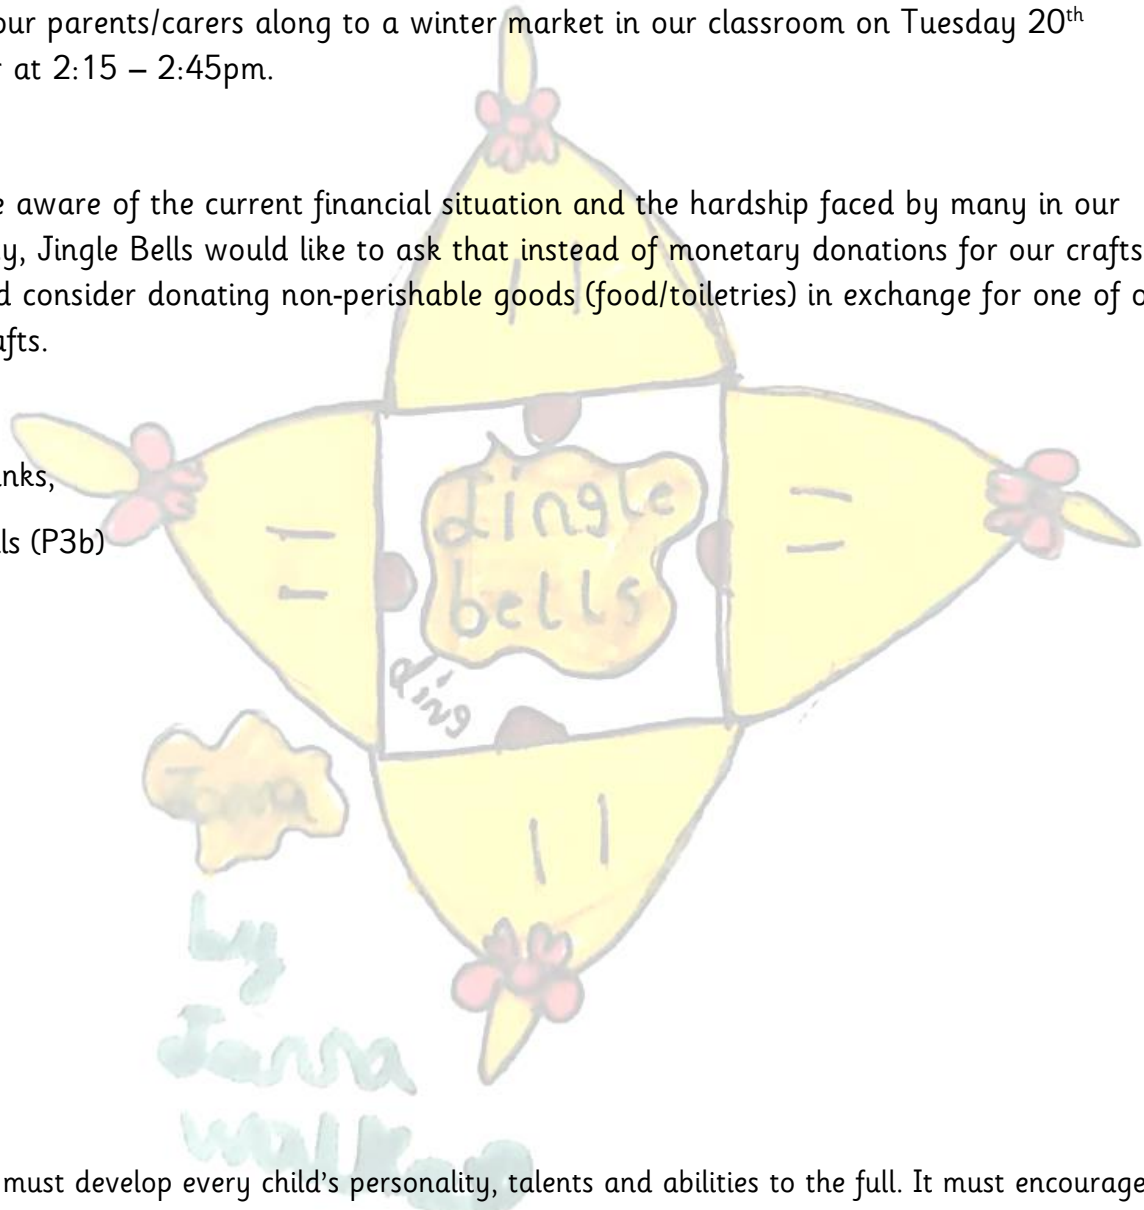 our parents/carers along to a winter market in our classroom on Tuesday 20th
at 2:15 – 2:45pm.
aware of the current financial situation and the hardship faced by many in our
y, Jingle Bells would like to ask that instead of monetary donations for our crafts
d consider donating non-perishable goods (food/toiletries) in exchange for one of o
afts.
nks,
lls (P3b)
Jingle
bells
ding
by
Janna
walker
must develop every child's personality, talents and abilities to the full. It must encourage